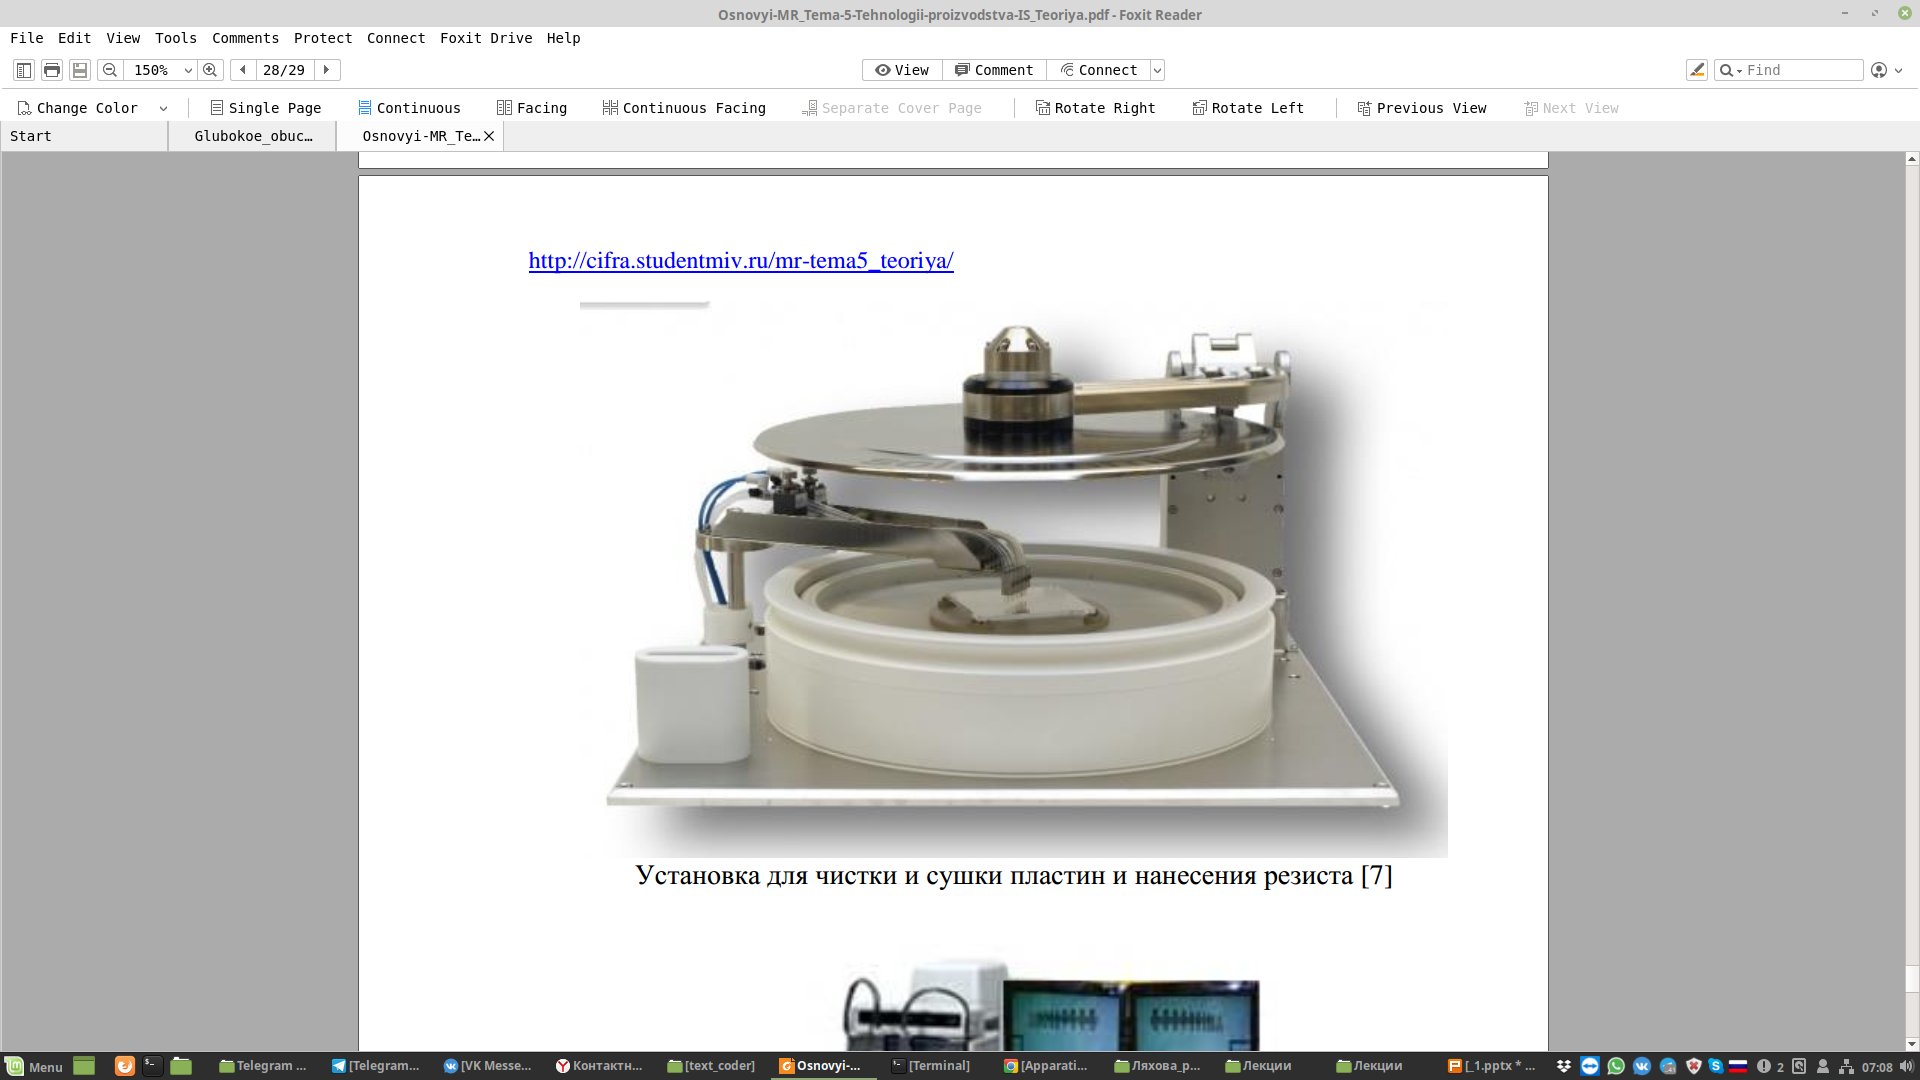 Osnovyi-MR_Tema-5-Tehnologii-proizvodstva-IS_Teoriya.pdf - Foxit Reader
File Edit View Tools Comments Protect Connect Foxit Drive Help
150% 28/29 View Comment Connect Find
Change Color Single Page Continuous Facing Continuous Facing Separate Cover Page Rotate Right Rotate Left Previous View Next View
Start Glubokoe_obuc… Osnovyi-MR_Te…
http://cifra.studentmiv.ru/mr-tema5_teoriya/
Установка для чистки и сушки пластин и нанесения резиста [7]
Menu Telegram ... [Telegram... [VK Messe... Контактн... [text_coder] Osnovyi-... [Terminal] [Apparati... Ляхова_р... Лекции Лекции [_1.pptx * ... 2 07:08